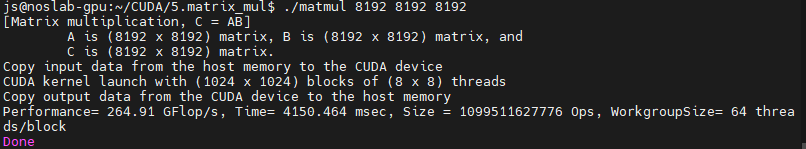 js@noslab-gpu:~/CUDA/5.matrix_mul$ ./matmul 8192 8192 8192
[Matrix multiplication, C = AB]
        A is (8192 x 8192) matrix, B is (8192 x 8192) matrix, and
        C is (8192 x 8192) matrix.
Copy input data from the host memory to the CUDA device
CUDA kernel launch with (1024 x 1024) blocks of (8 x 8) threads
Copy output data from the CUDA device to the host memory
Performance= 264.91 GFlop/s, Time= 4150.464 msec, Size = 1099511627776 Ops, WorkgroupSize= 64 threa
ds/block
Done